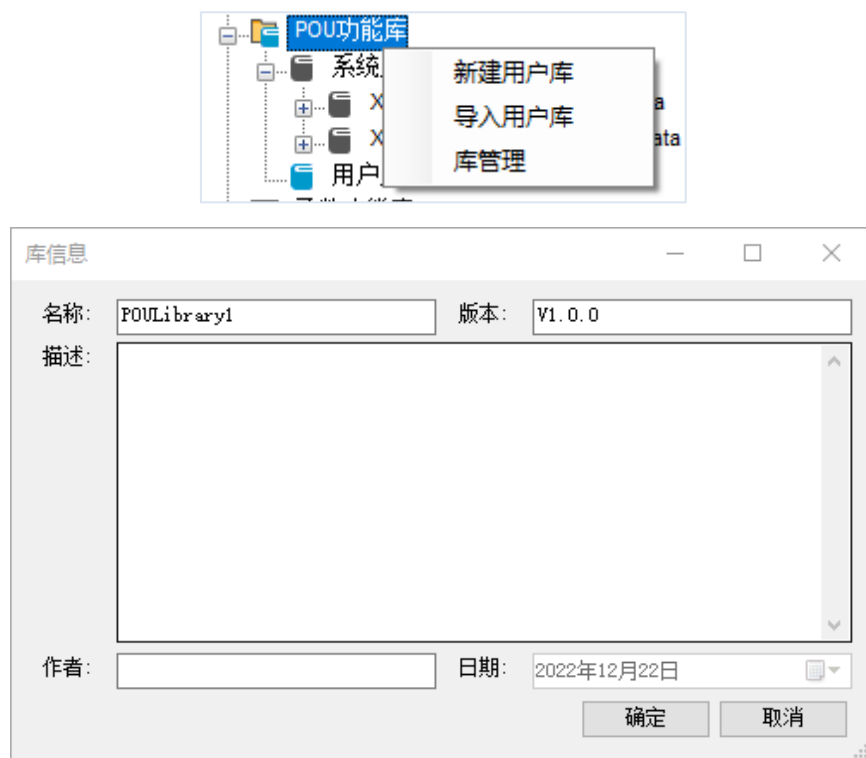 POU功能库
系统
新建用户库
X
a
导入用户库
X
ata
库管理
用户
库信息
名称: POULibrary1 版本: V1.0.0
描述:
作者: 日期: 2022年12月22日
确定 取消